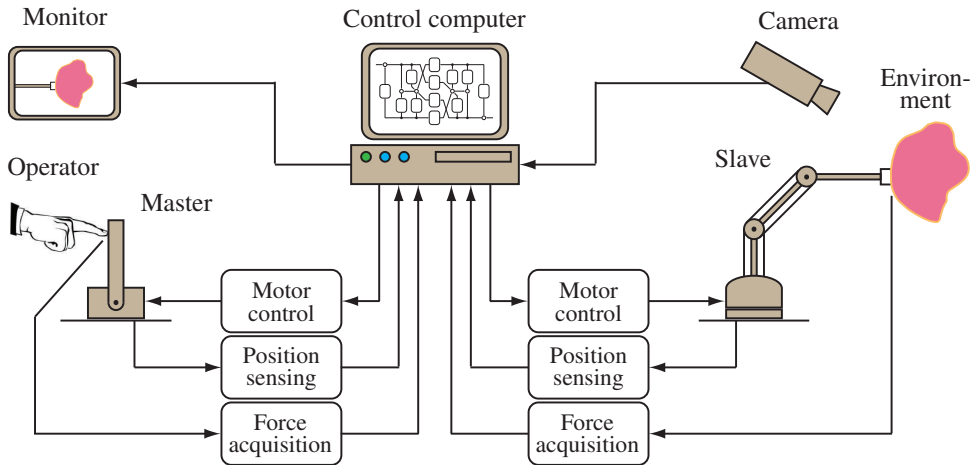 Monitor
Control computer
Camera
Environ-
ment
Operator
Master
Slave
Motor
control
Motor
control
Position
sensing
Position
sensing
Force
acquisition
Force
acquisition